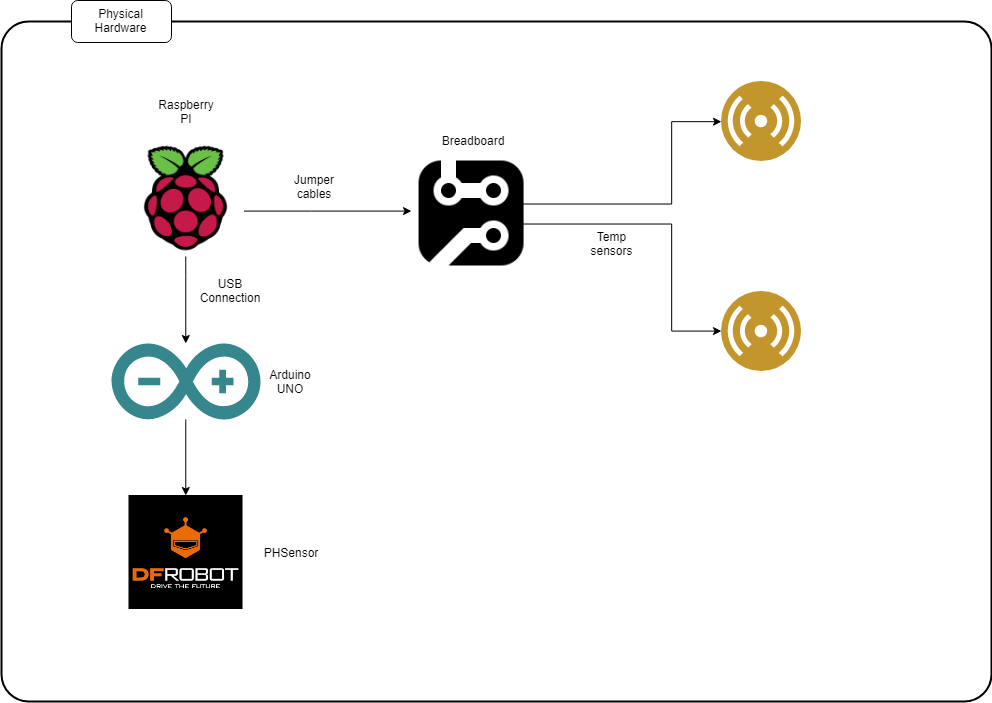 Physical
Hardware
Raspberry
PI
Breadboard
Jumper
cables
Temp
sensors
USB
Connection
Arduino
UNO
DFROBOT
DRIVE THE FUTURE
PHSensor